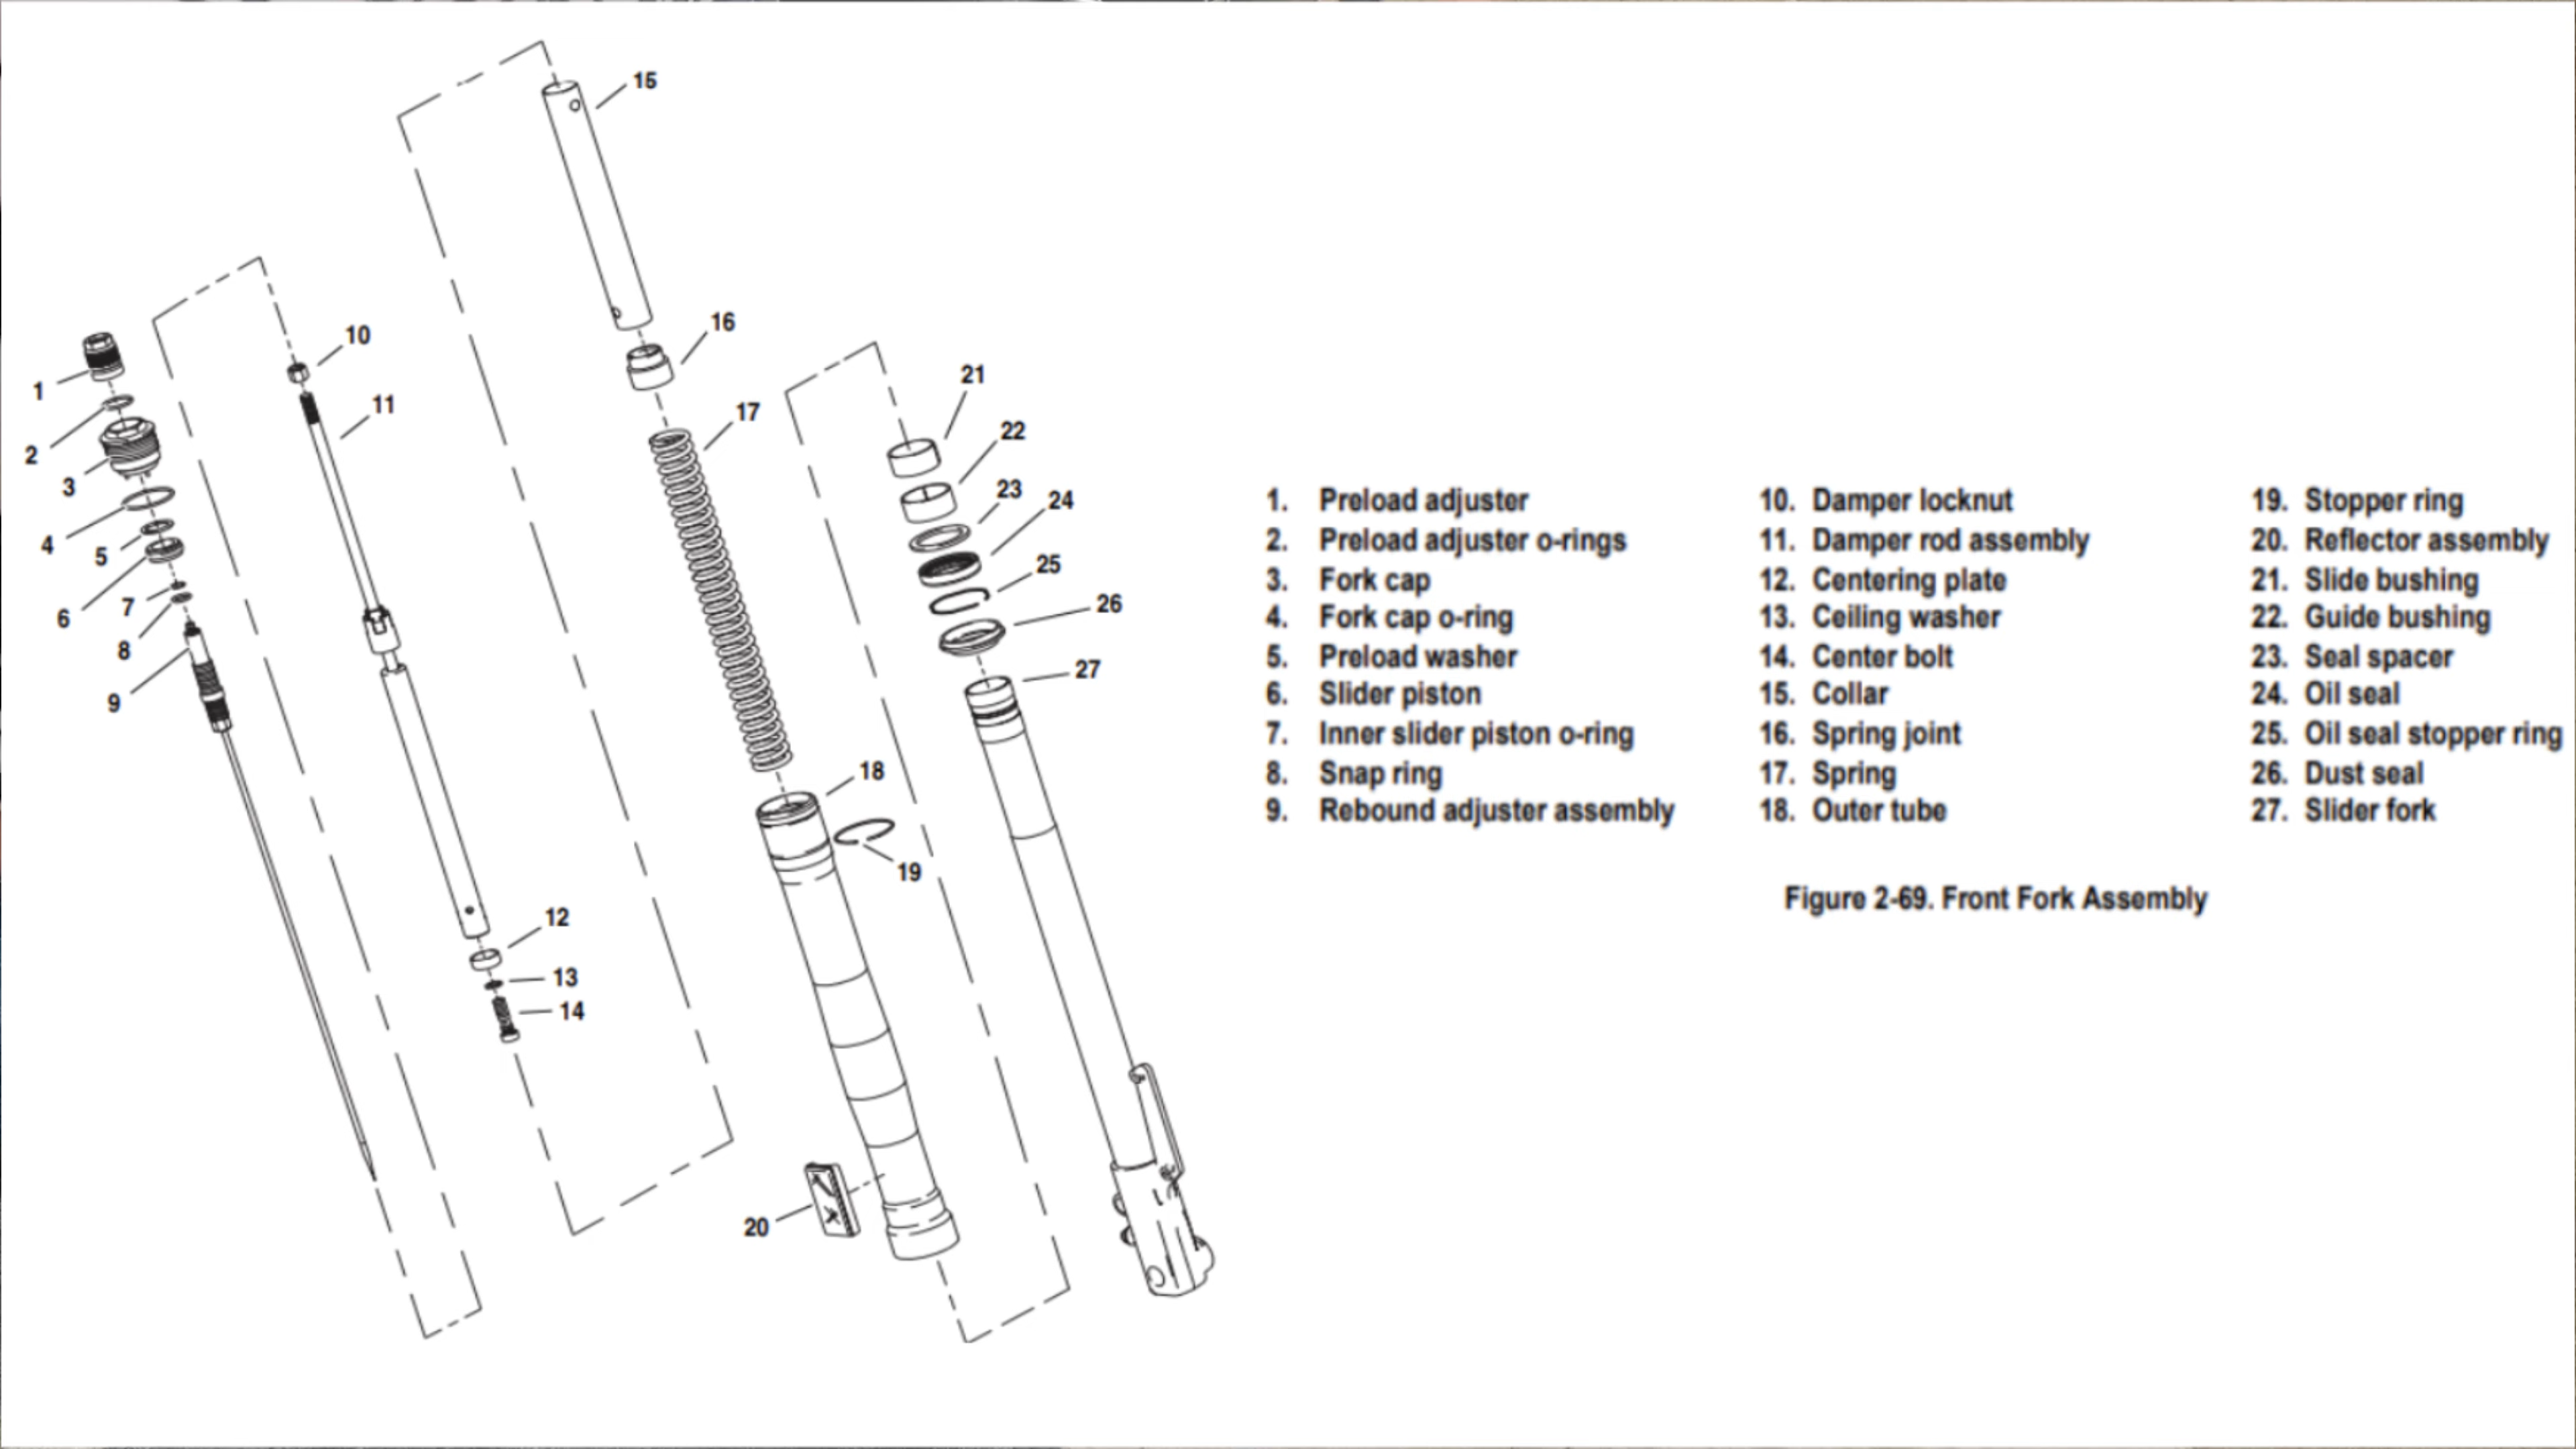 15
16
17
10
11
1
2
3
4
5
6
7
8
9
12
13
14
18
19
20
21
22
23
24
25
26
27
1. Preload adjuster
2. Preload adjuster o-rings
3. Fork cap
4. Fork cap o-ring
5. Preload washer
6. Slider piston
7. Inner slider piston o-ring
8. Snap ring
9. Rebound adjuster assembly
10. Damper locknut
11. Damper rod assembly
12. Centering plate
13. Ceiling washer
14. Center bolt
15. Collar
16. Spring joint
17. Spring
18. Outer tube
19. Stopper ring
20. Reflector assembly
21. Slide bushing
22. Guide bushing
23. Seal spacer
24. Oil seal
25. Oil seal stopper ring
26. Dust seal
27. Slider fork
Figure 2-69. Front Fork Assembly